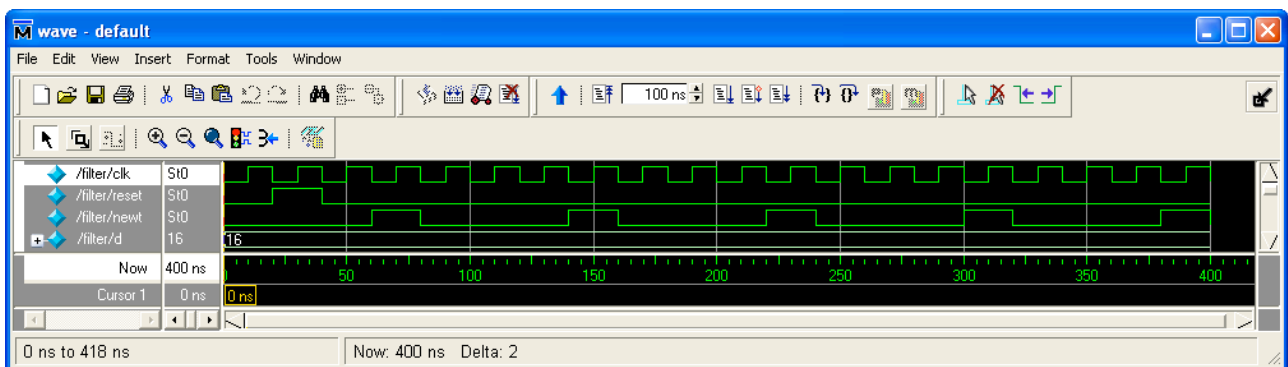 wave - default
File Edit View Insert Format Tools Window
100 ns
/filter/clk St0
/filter/reset St0
/filter/newt St0
/filter/d 16 16
Now 400 ns 50 100 150 200 250 300 350 400
Cursor 1 0 ns 0 ns
0 ns to 418 ns Now: 400 ns Delta: 2